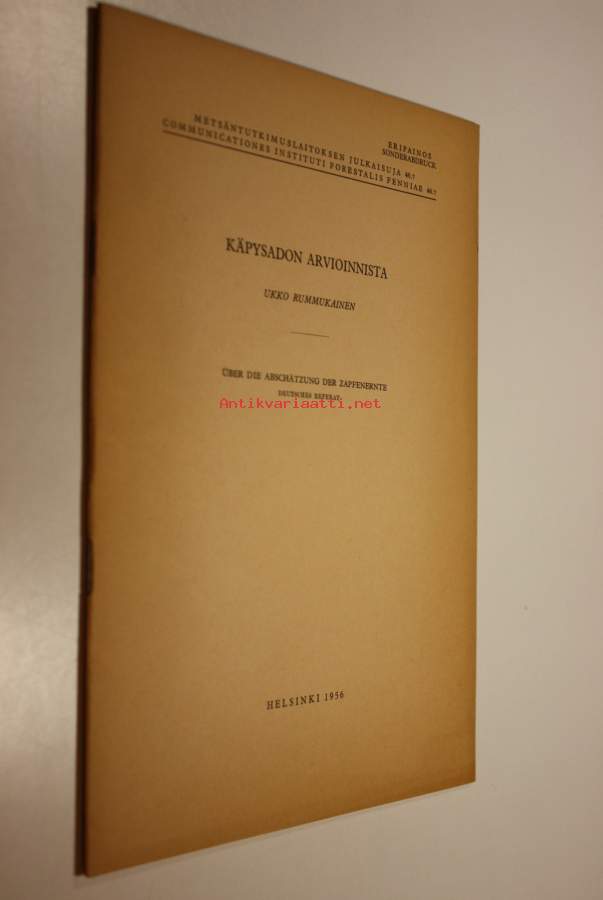 ERIPAINOS
SONDERABDRUCK
METSÄNTUTKIMUSLAITOKSEN JULKAISUJA 46.7
COMMUNICATIONES INSTITUTI FORESTALIS FENNIAE 46.7
KÄPYSADON ARVIOINNISTA
UKKO RUMMUKAINEN
ÜBER DIE ABSCHÄTZUNG DER ZAPFENERNTE
DEUTSCHES REFERAT
Antikvariaatti.net
HELSINKI 1956